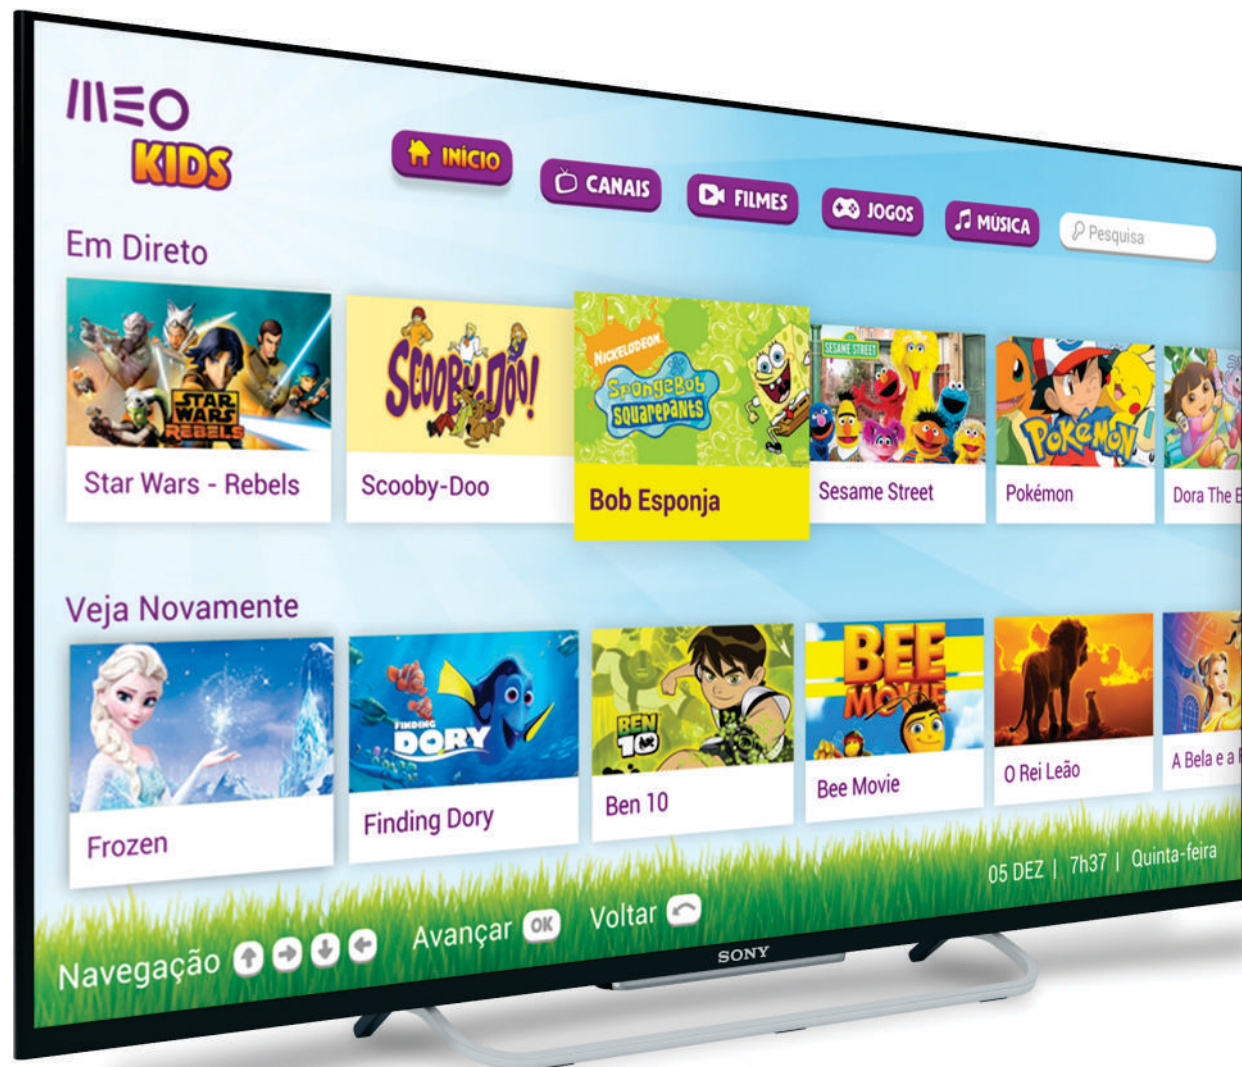 MEO
KIDS
INÍCIO
CANAIS
FILMES
JOGOS
MÚSICA
Pesquisa
Em Direto
STAR
WARS
REBELS
SCOOBY-DOO!
NICKELODEON
SpongeBob
SQUAREPANTS
SESAME STREET
POKéMON
Star Wars - Rebels
Scooby-Doo
Bob Esponja
Sesame Street
Pokémon
Dora The E
Veja Novamente
FINDING
DORY
BEN
10
BEE
MOVIE
Frozen
Finding Dory
Ben 10
Bee Movie
O Rei Leão
A Bela e a
05 DEZ | 7h37 | Quinta-feira
Navegação
Avançar OK
Voltar
SONY